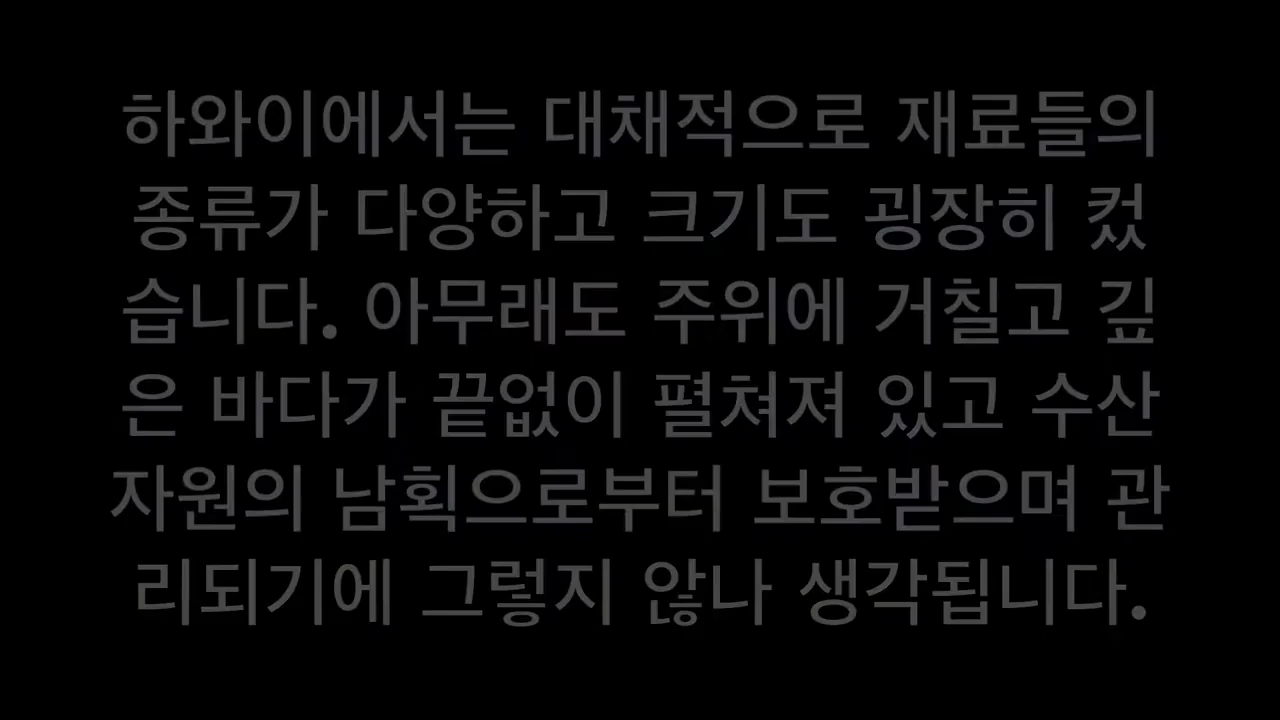 하와이에서는 대채적으로 재료들의
종류가 다양하고 크기도 굉장히 컸
습니다. 아무래도 주위에 거칠고 깊
은 바다가 끝없이 펼쳐져 있고 수산
자원의 남획으로부터 보호받으며 관
리되기에 그렇지 않나 생각됩니다.